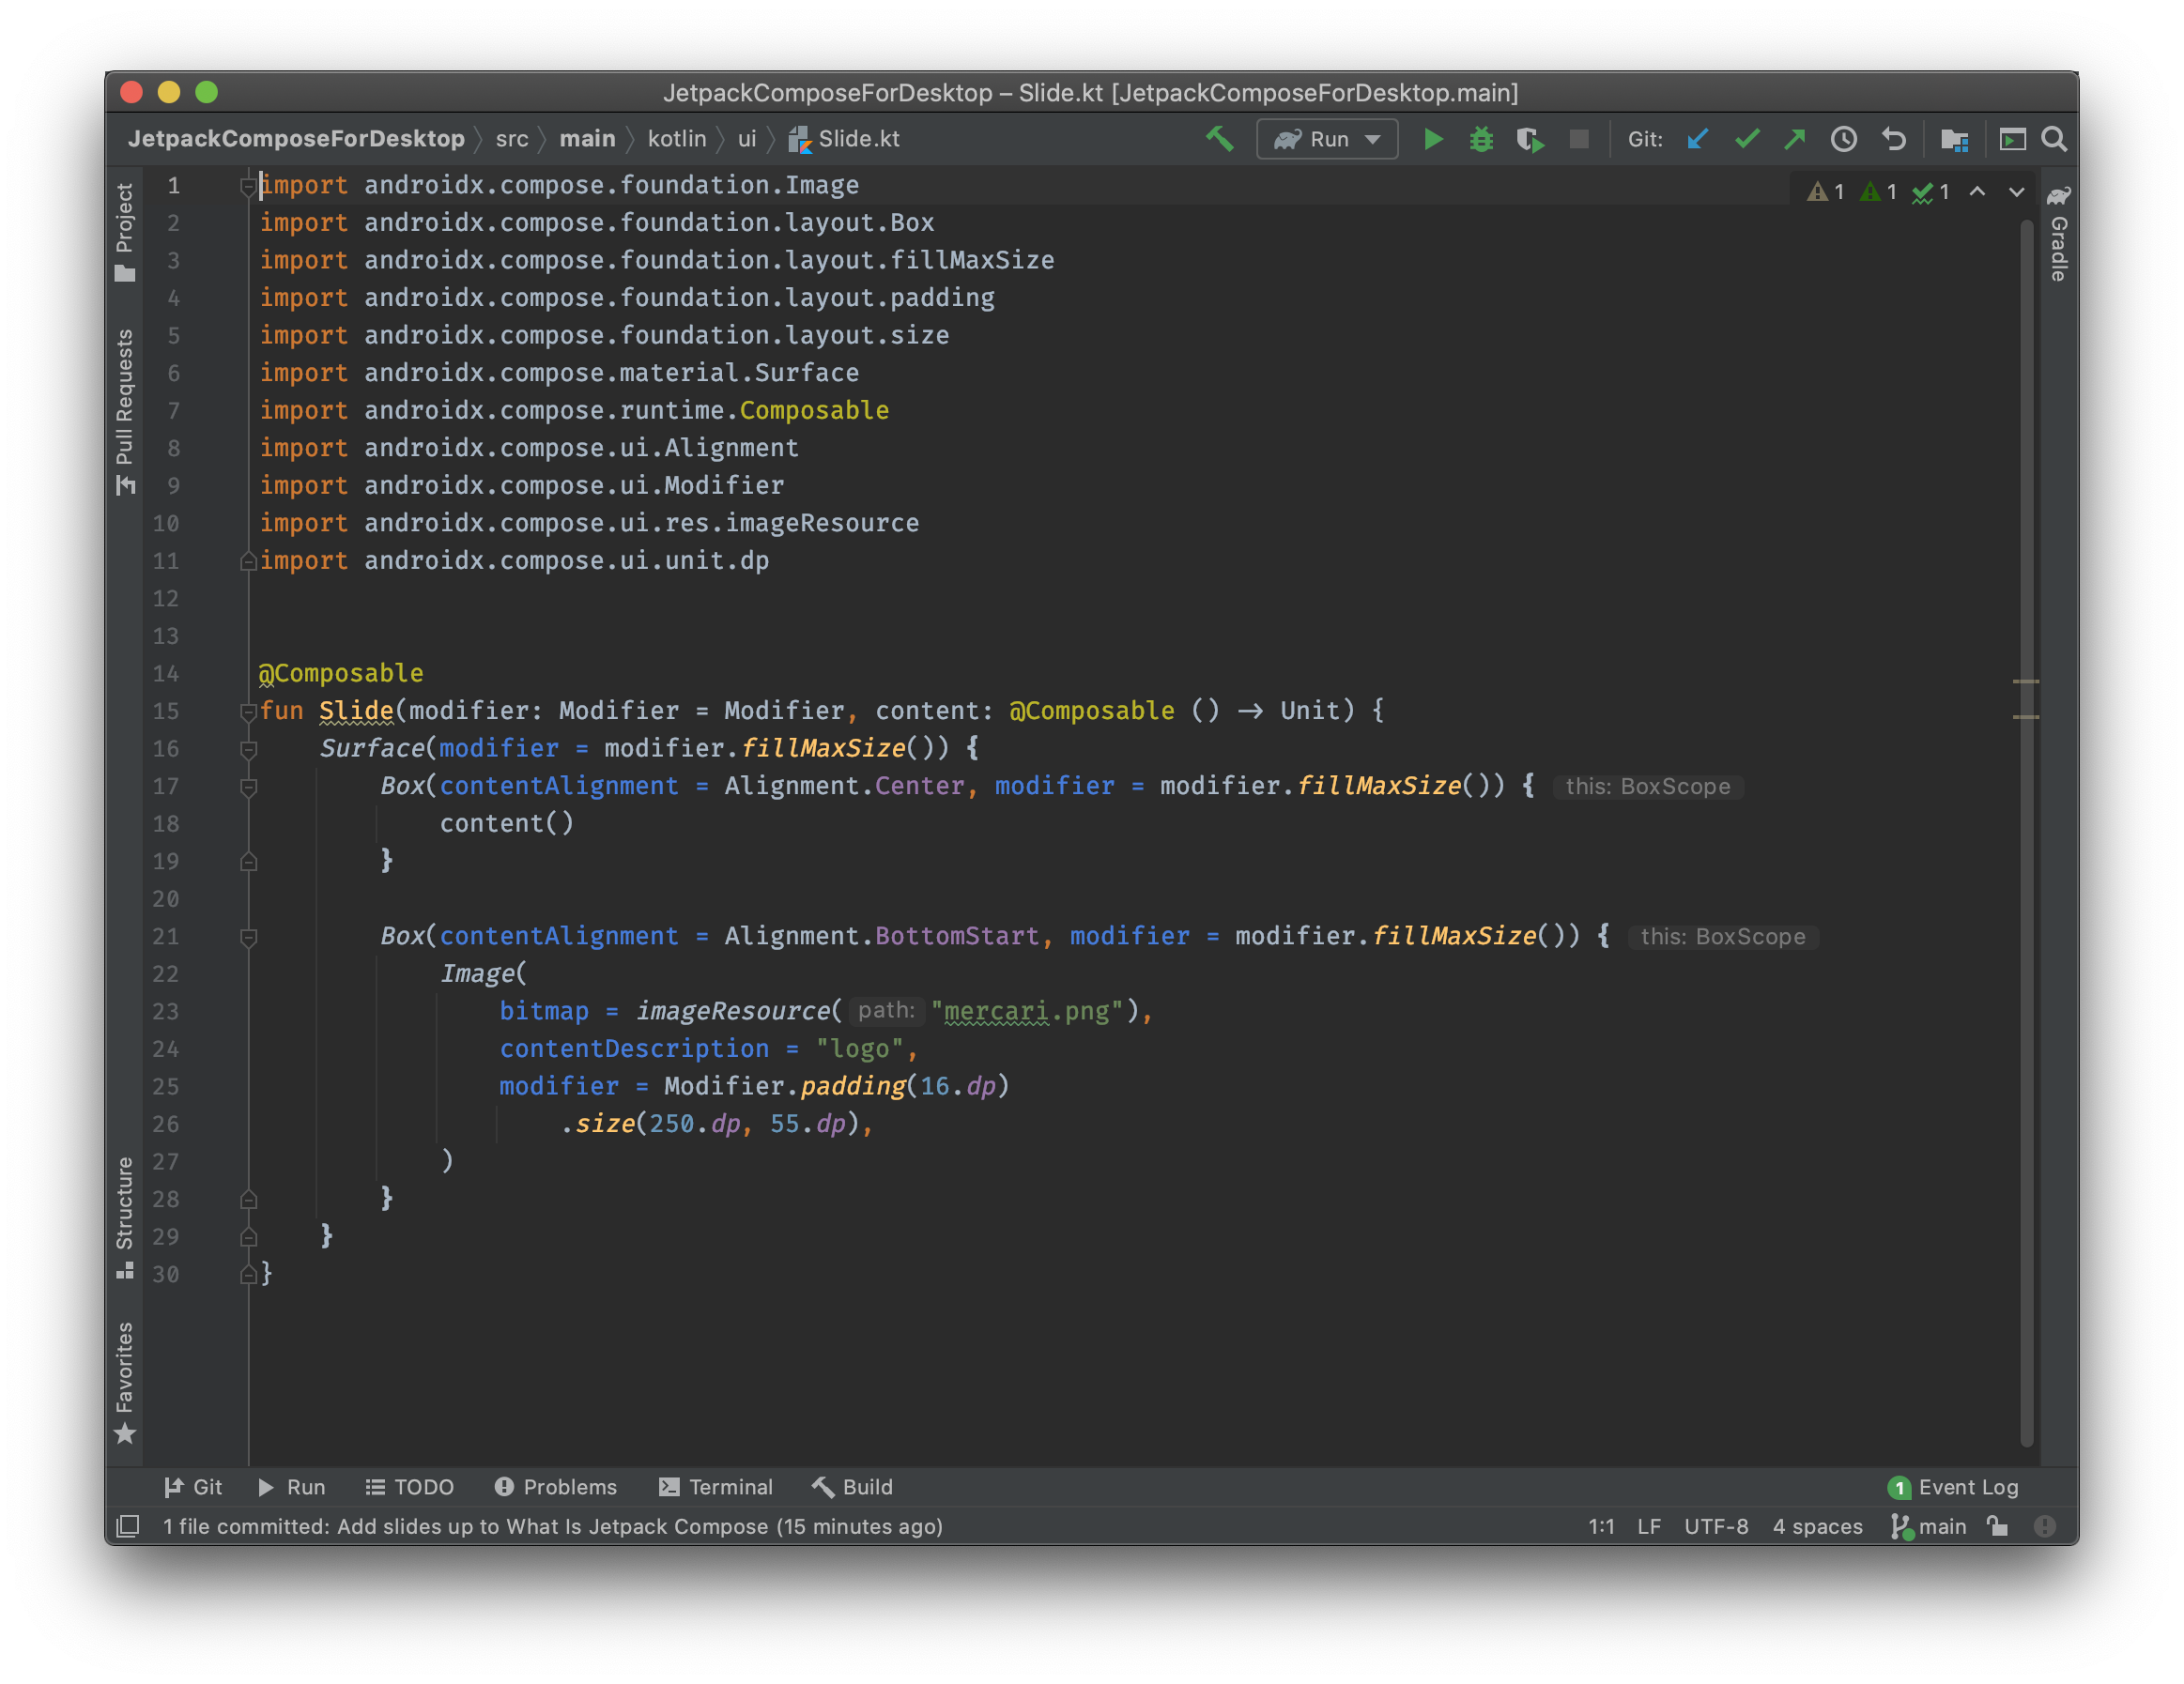 JetpackComposeForDesktop – Slide.kt [JetpackComposeForDesktop.main]
JetpackComposeForDesktop src main kotlin ui Slide.kt Run Git:
Project
Pull Requests
Structure
Favorites
Gradle
1 1 1
1 import androidx.compose.foundation.Image
2 import androidx.compose.foundation.layout.Box
3 import androidx.compose.foundation.layout.fillMaxSize
4 import androidx.compose.foundation.layout.padding
5 import androidx.compose.foundation.layout.size
6 import androidx.compose.material.Surface
7 import androidx.compose.runtime.Composable
8 import androidx.compose.ui.Alignment
9 import androidx.compose.ui.Modifier
10 import androidx.compose.ui.res.imageResource
11 import androidx.compose.ui.unit.dp
12
13
14 @Composable
15 fun Slide(modifier: Modifier = Modifier, content: @Composable () → Unit) {
16     Surface(modifier = modifier.fillMaxSize()) {
17         Box(contentAlignment = Alignment.Center, modifier = modifier.fillMaxSize()) { this: BoxScope
18             content()
19         }
20
21         Box(contentAlignment = Alignment.BottomStart, modifier = modifier.fillMaxSize()) { this: BoxScope
22             Image(
23                 bitmap = imageResource( path: "mercari.png"),
24                 contentDescription = "logo",
25                 modifier = Modifier.padding(16.dp)
26                     .size(250.dp, 55.dp),
27             )
28         }
29     }
30 }
Git Run TODO Problems Terminal Build 1 Event Log
1 file committed: Add slides up to What Is Jetpack Compose (15 minutes ago) 1:1 LF UTF-8 4 spaces main